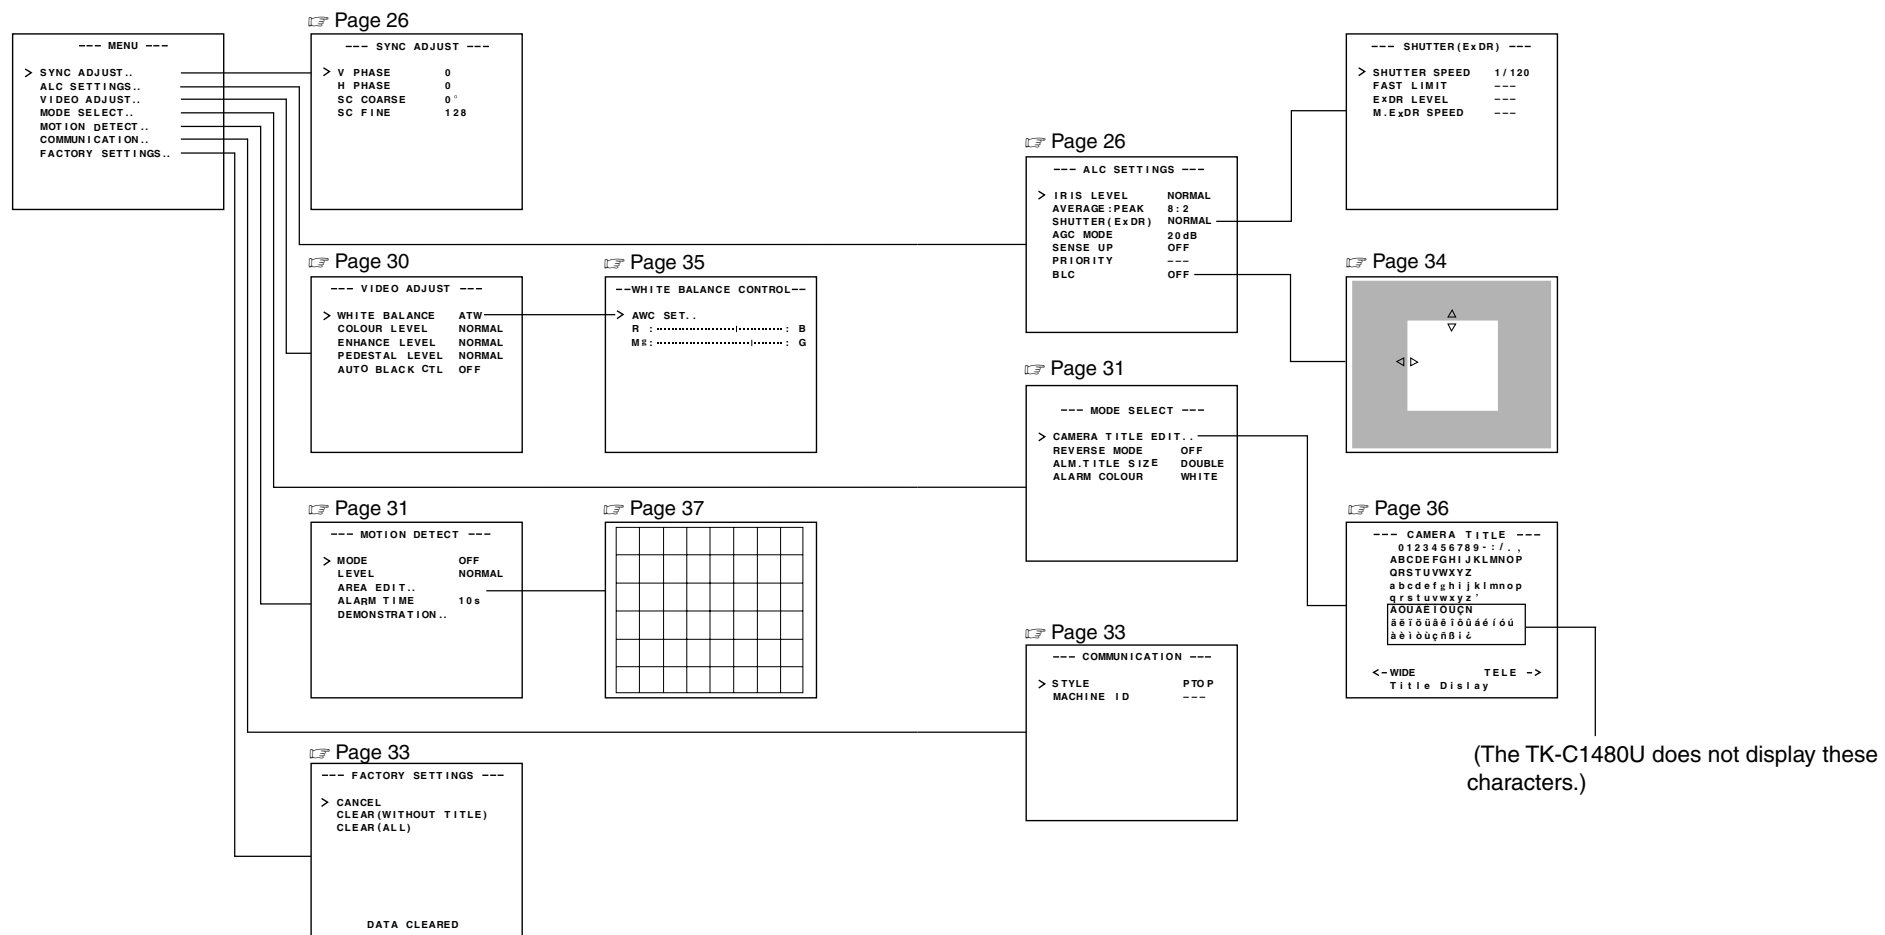 --- MENU ---
> SYNC ADJUST..
ALC SETTINGS..
VIDEO ADJUST..
MODE SELECT..
MOTION DETECT..
COMMUNICATION..
FACTORY SETTINGS..
☞ Page 26
--- SYNC ADJUST ---
> V PHASE 0
H PHASE 0
SC COARSE 0°
SC FINE 128
☞ Page 26
--- ALC SETTINGS ---
> IRIS LEVEL NORMAL
AVERAGE:PEAK 8:2
SHUTTER(ExDR) NORMAL
AGC MODE 20dB
SENSE UP OFF
PRIORITY ---
BLC OFF
--- SHUTTER(ExDR) ---
> SHUTTER SPEED 1/120
FAST LIMIT ---
ExDR LEVEL ---
M.ExDR SPEED ---
☞ Page 30
--- VIDEO ADJUST ---
> WHITE BALANCE ATW
COLOUR LEVEL NORMAL
ENHANCE LEVEL NORMAL
PEDESTAL LEVEL NORMAL
AUTO BLACK CTL OFF
☞ Page 35
--WHITE BALANCE CONTROL--
> AWC SET..
R : : B
Mg: : G
☞ Page 34
☞ Page 31
--- MODE SELECT ---
> CAMERA TITLE EDIT..
REVERSE MODE OFF
ALM.TITLE SIZE DOUBLE
ALARM COLOUR WHITE
☞ Page 31
--- MOTION DETECT ---
> MODE OFF
LEVEL NORMAL
AREA EDIT..
ALARM TIME 10s
DEMONSTRATION..
☞ Page 37
☞ Page 36
--- CAMERA TITLE ---
0123456789-:/.,
ABCDEFGHIJKLMNOP
QRSTUVWXYZ
abcdefghijklmnop
qrstuvwxyz'
AOUAEIOUÇN
äëïöüâêîôûáéíóú
àèìòùçñß¡¿
<-WIDE TELE ->
Title Dislay
(The TK-C1480U does not display these
characters.)
☞ Page 33
--- COMMUNICATION ---
> STYLE PTOP
MACHINE ID ---
☞ Page 33
--- FACTORY SETTINGS ---
> CANCEL
CLEAR(WITHOUT TITLE)
CLEAR(ALL)
DATA CLEARED